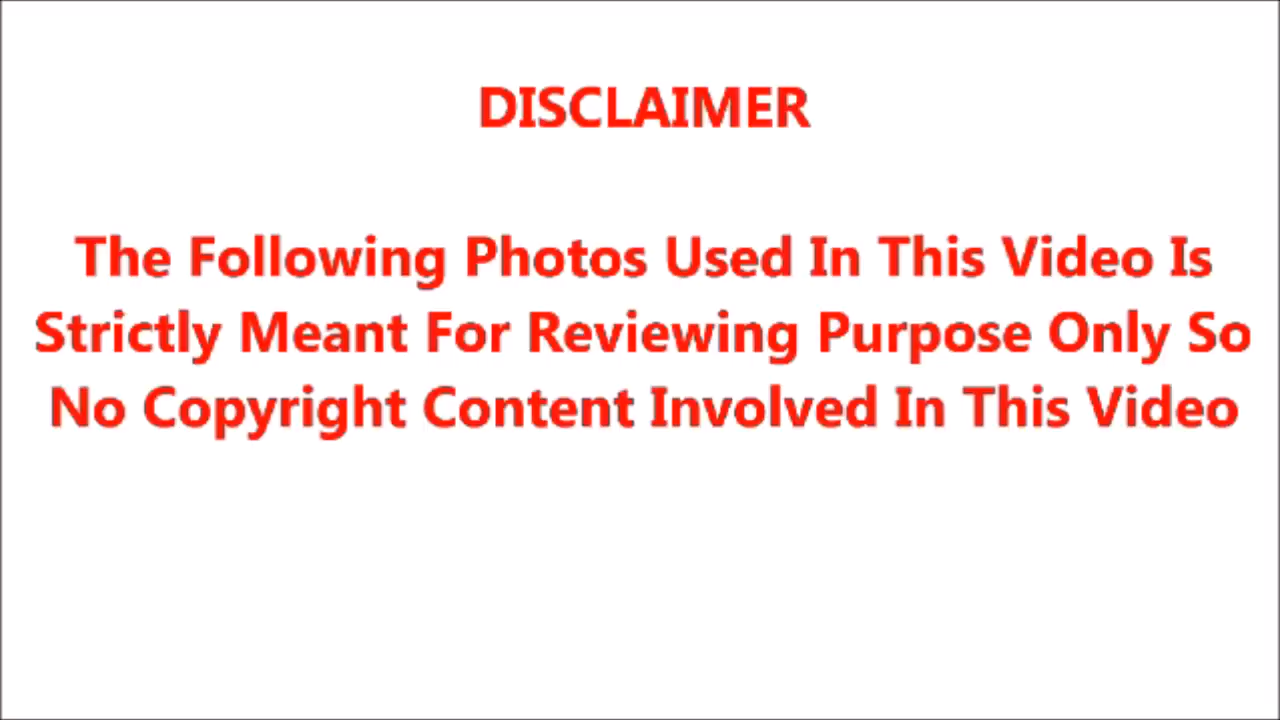 DISCLAIMER
The Following Photos Used In This Video Is
Strictly Meant For Reviewing Purpose Only So
No Copyright Content Involved In This Video